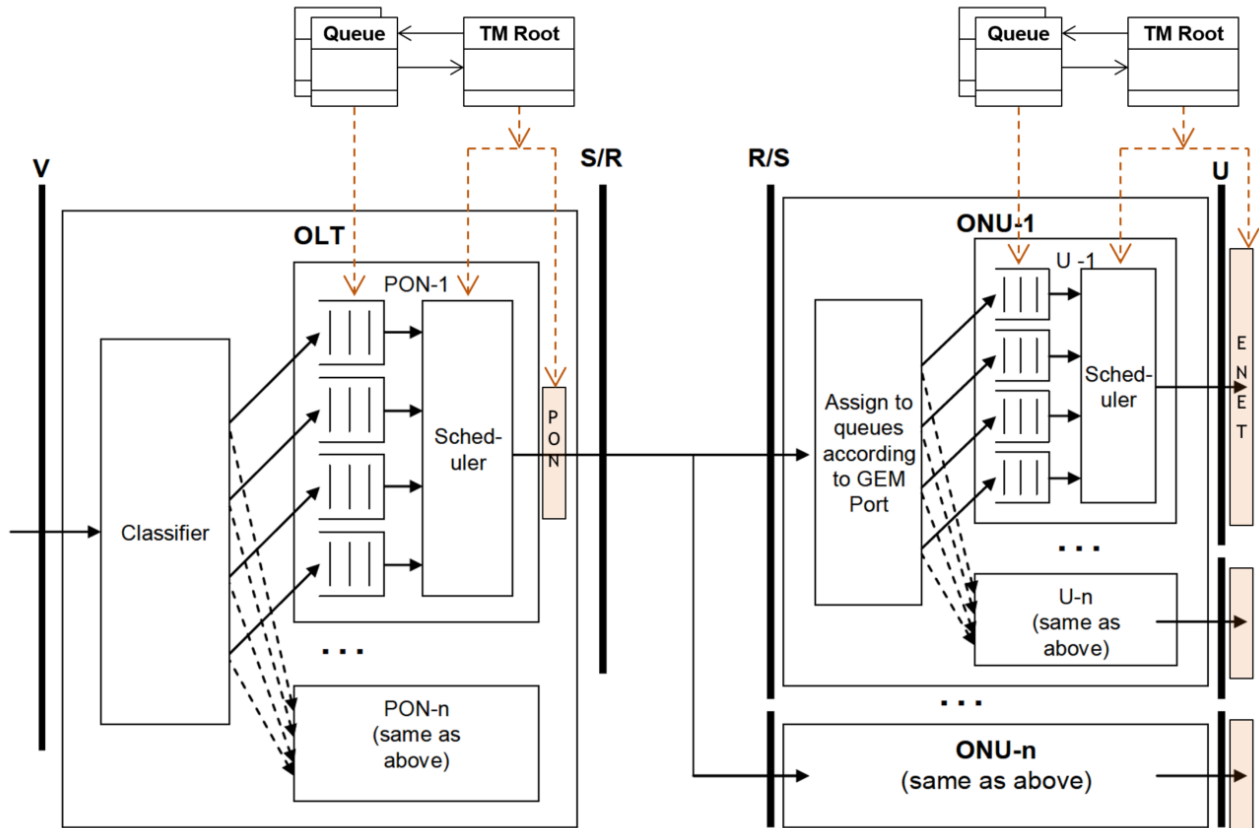 Queue
TM Root
Queue
TM Root
V
S/R
R/S
U
OLT
PON-1
Classifier
Sched-
uler
P
O
N
. . .
PON-n
(same as
above)
ONU-1
U -1
Assign to
queues
according
to GEM
Port
Sched-
uler
E
N
E
T
. . .
U-n
(same as
above)
. . .
ONU-n
(same as above)